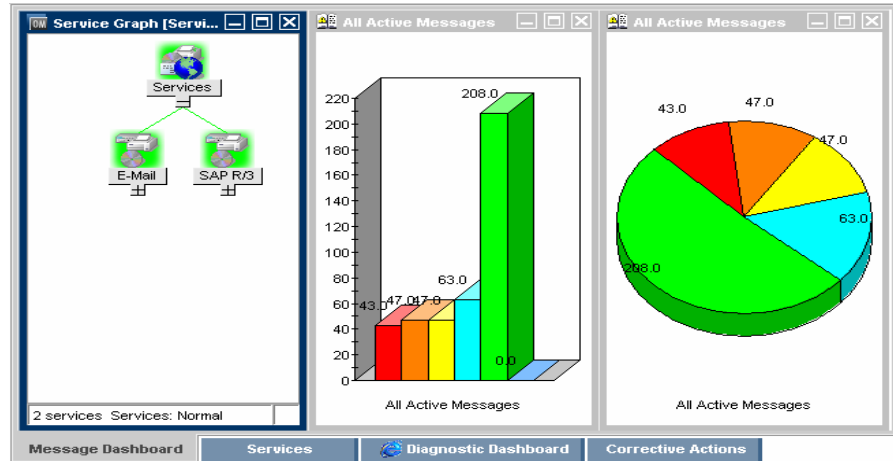 OM Service Graph [Servi...
Services
E-Mail
SAP R/3
2 services Services: Normal
All Active Messages
220
200
180
160
140
120
100
80
60
40
20
0
43.0
47.0
47.0
63.0
208.0
0.0
All Active Messages
All Active Messages
43.0
47.0
47.0
63.0
208.0
All Active Messages
Message Dashboard
Services
Diagnostic Dashboard
Corrective Actions